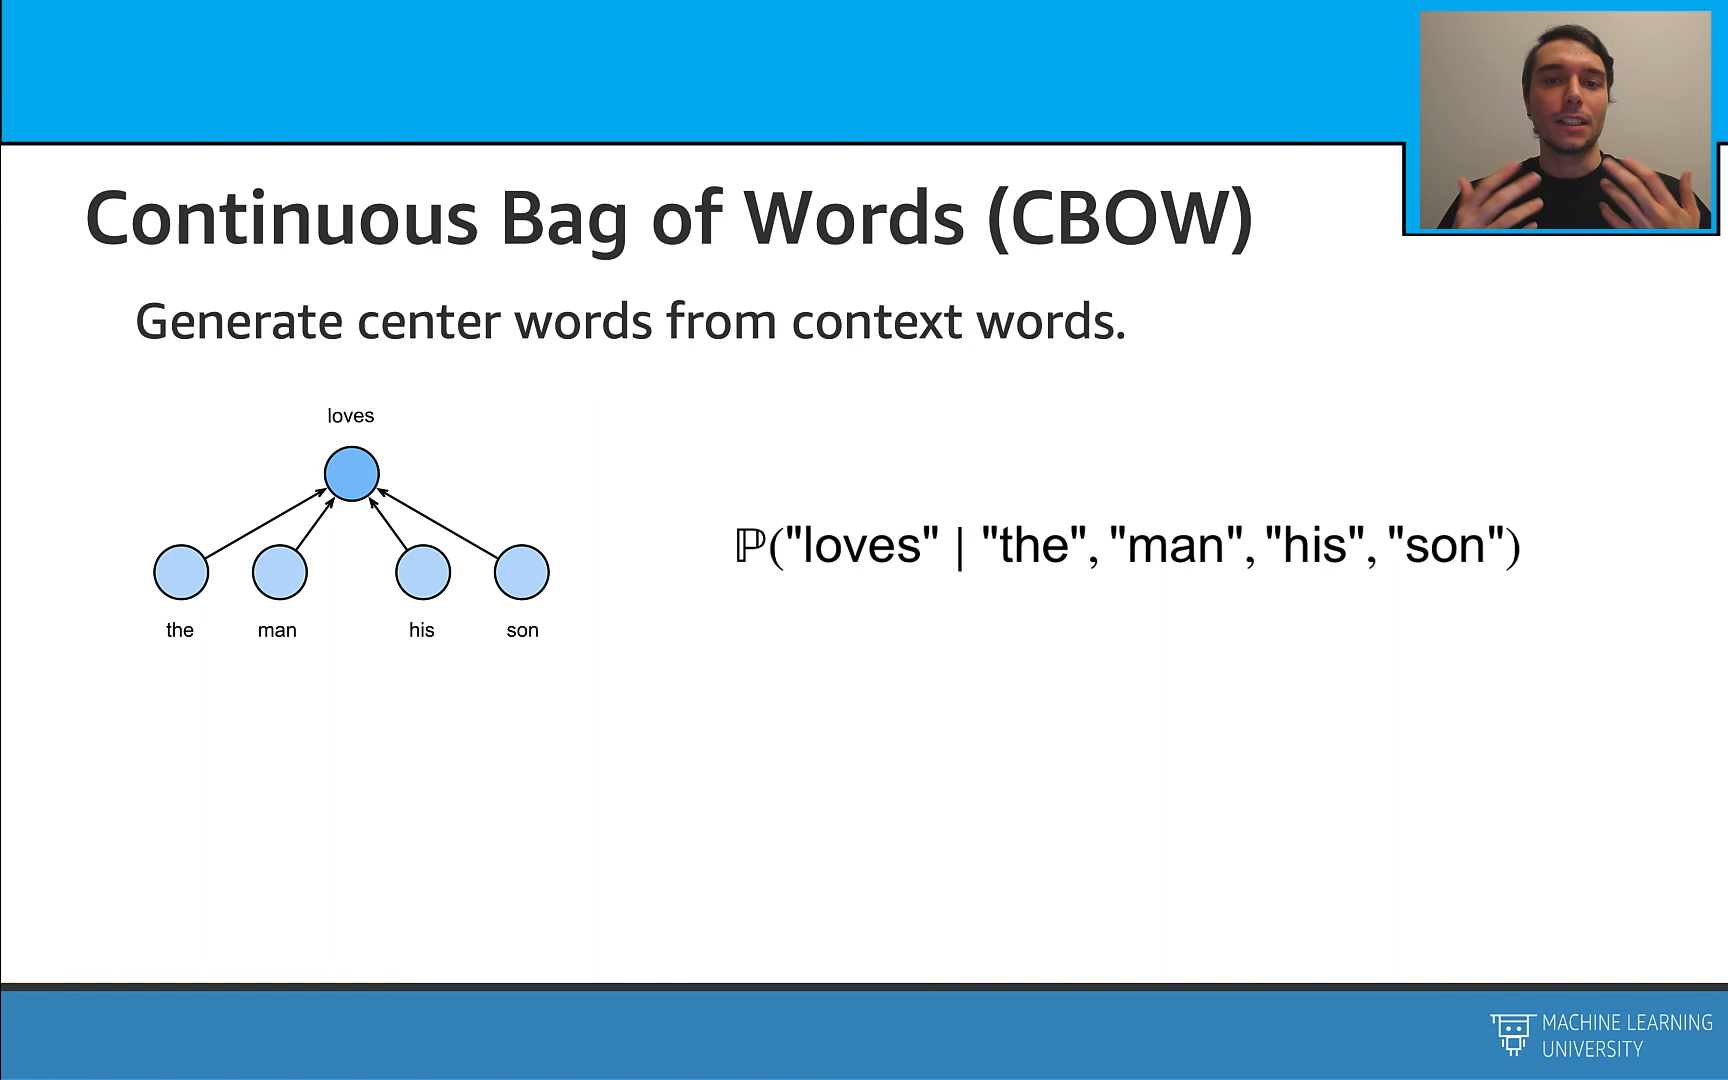 Continuous Bag of Words (CBOW)
Generate center words from context words.
loves
the man his son
ℙ("loves" | "the", "man", "his", "son")
MACHINE LEARNING
UNIVERSITY